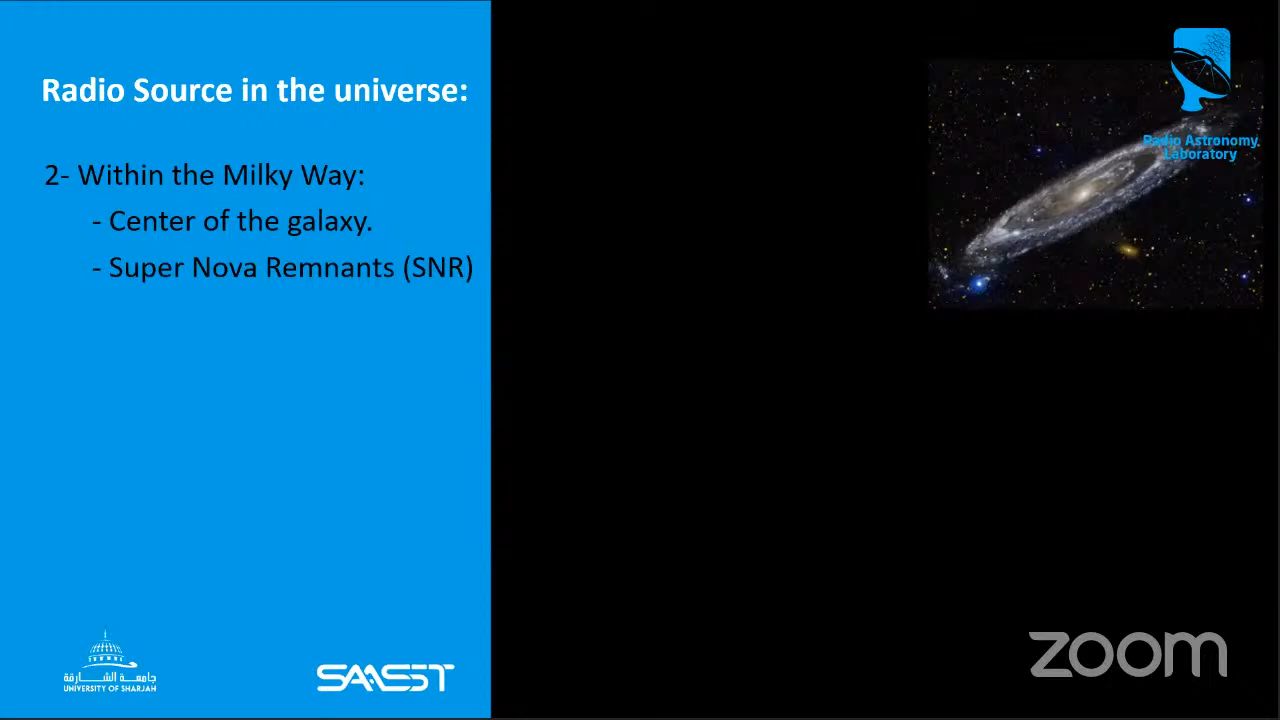 Radio Source in the universe:
2- Within the Milky Way:
- Center of the galaxy.
- Super Nova Remnants (SNR)
Radio Astronomy
Laboratory
جامعة الشارقة
UNIVERSITY OF SHARJAH
SAASST
zoom